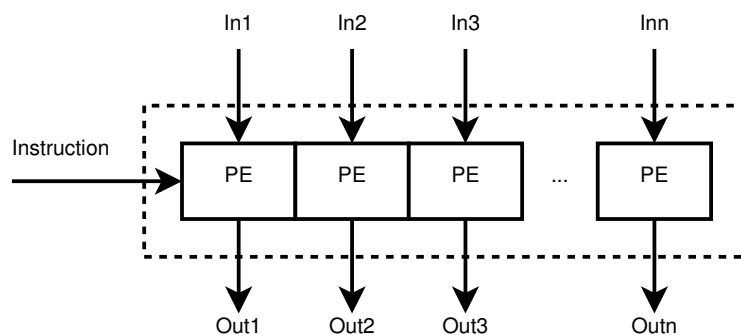 In1 In2 In3 Inn
Instruction
PE PE PE ... PE
Out1 Out2 Out3 Outn